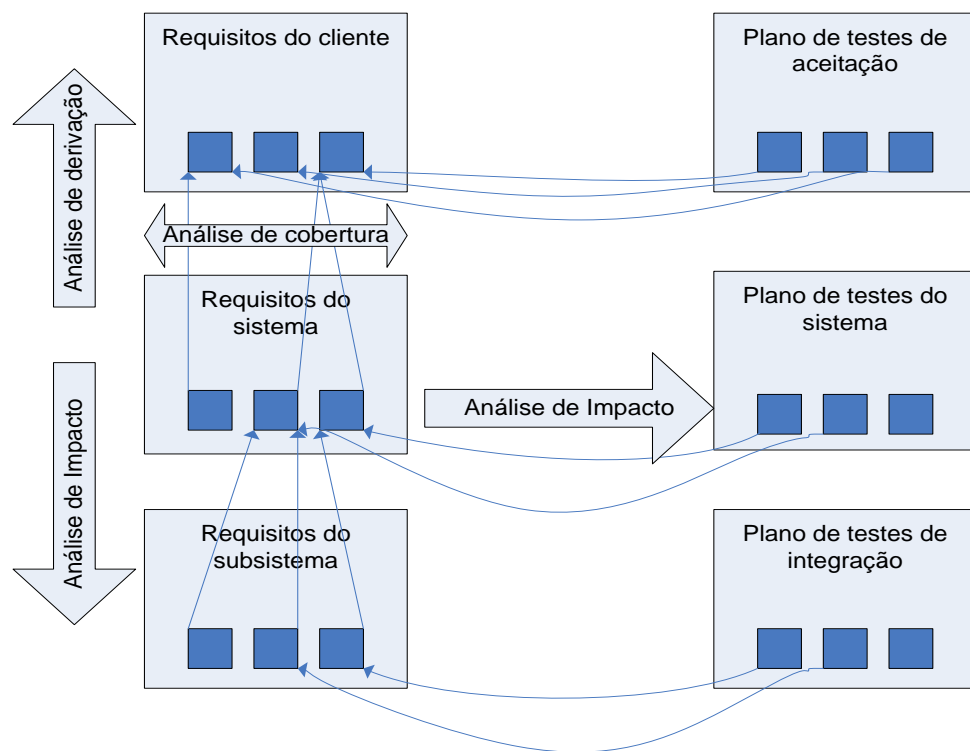 Requisitos do cliente
Plano de testes de
aceitação
Análise de derivação
Análise de cobertura
Requisitos do
sistema
Plano de testes do
sistema
Análise de Impacto
Análise de Impacto
Requisitos do
subsistema
Plano de testes de
integração